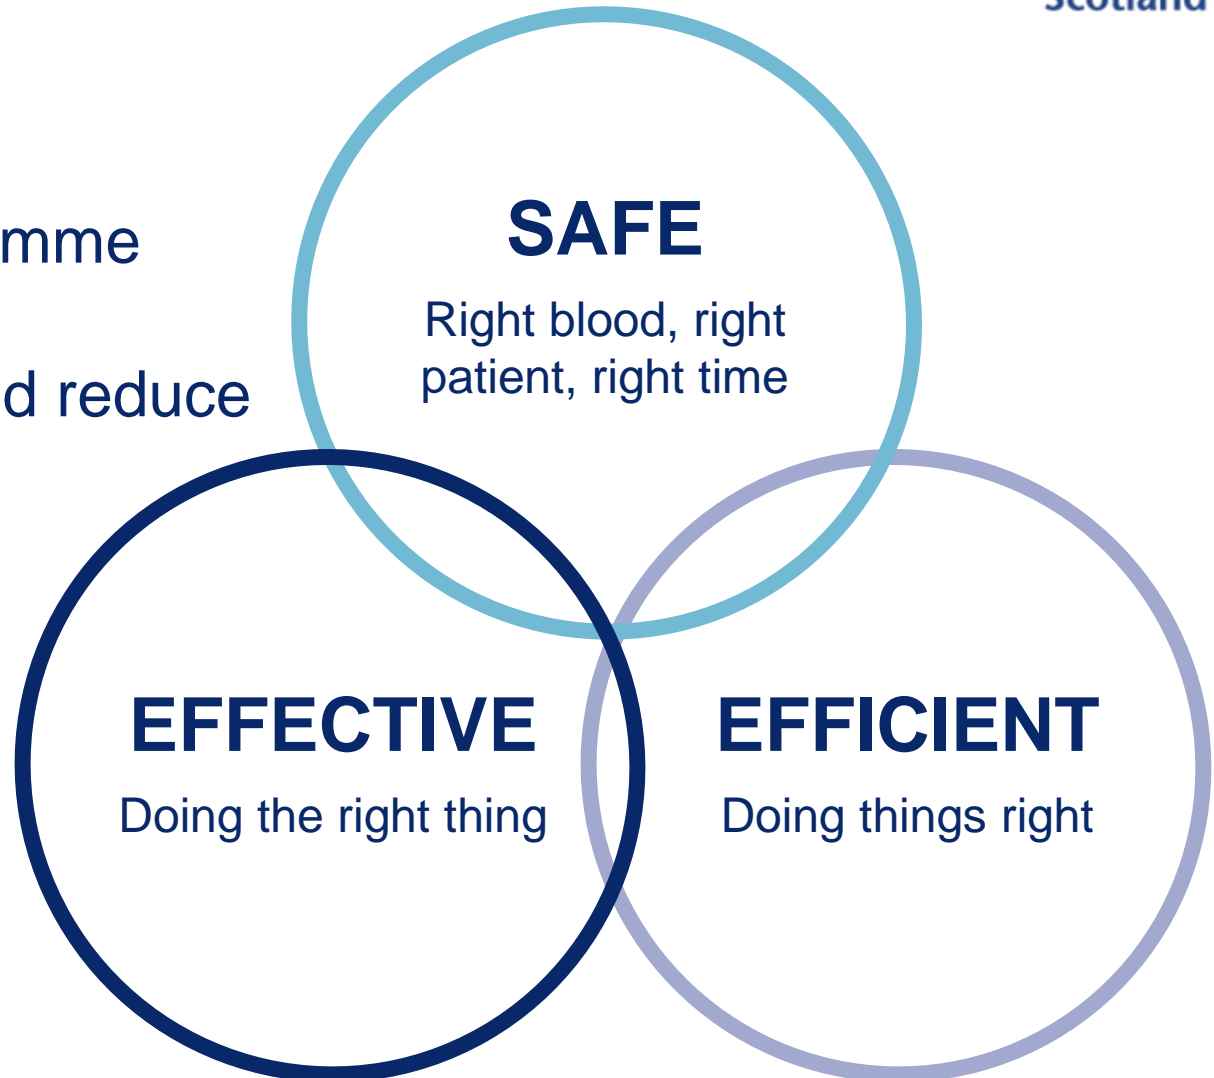 Scotland
mme
d reduce
SAFE
Right blood, right
patient, right time
EFFECTIVE
Doing the right thing
EFFICIENT
Doing things right